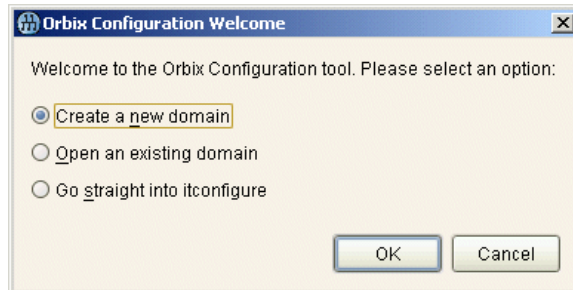 Orbix Configuration Welcome
Welcome to the Orbix Configuration tool. Please select an option:
Create a new domain
Open an existing domain
Go straight into itconfigure
OK Cancel